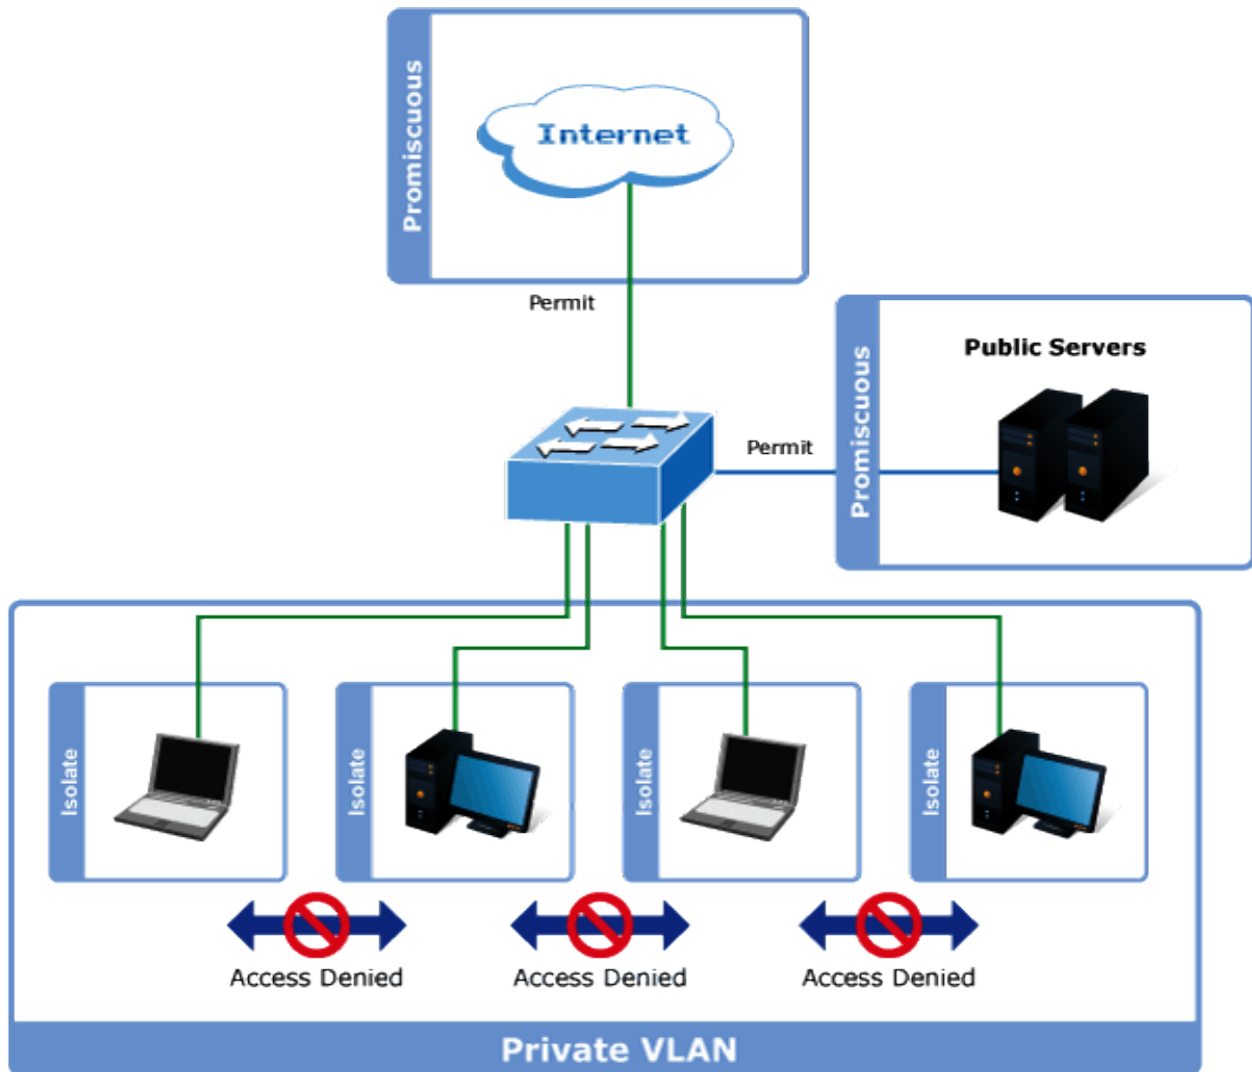 Promiscuous
Internet
Permit
Public Servers
Permit
Promiscuous
Isolate
Isolate
Isolate
Isolate
Access Denied
Access Denied
Access Denied
Private VLAN